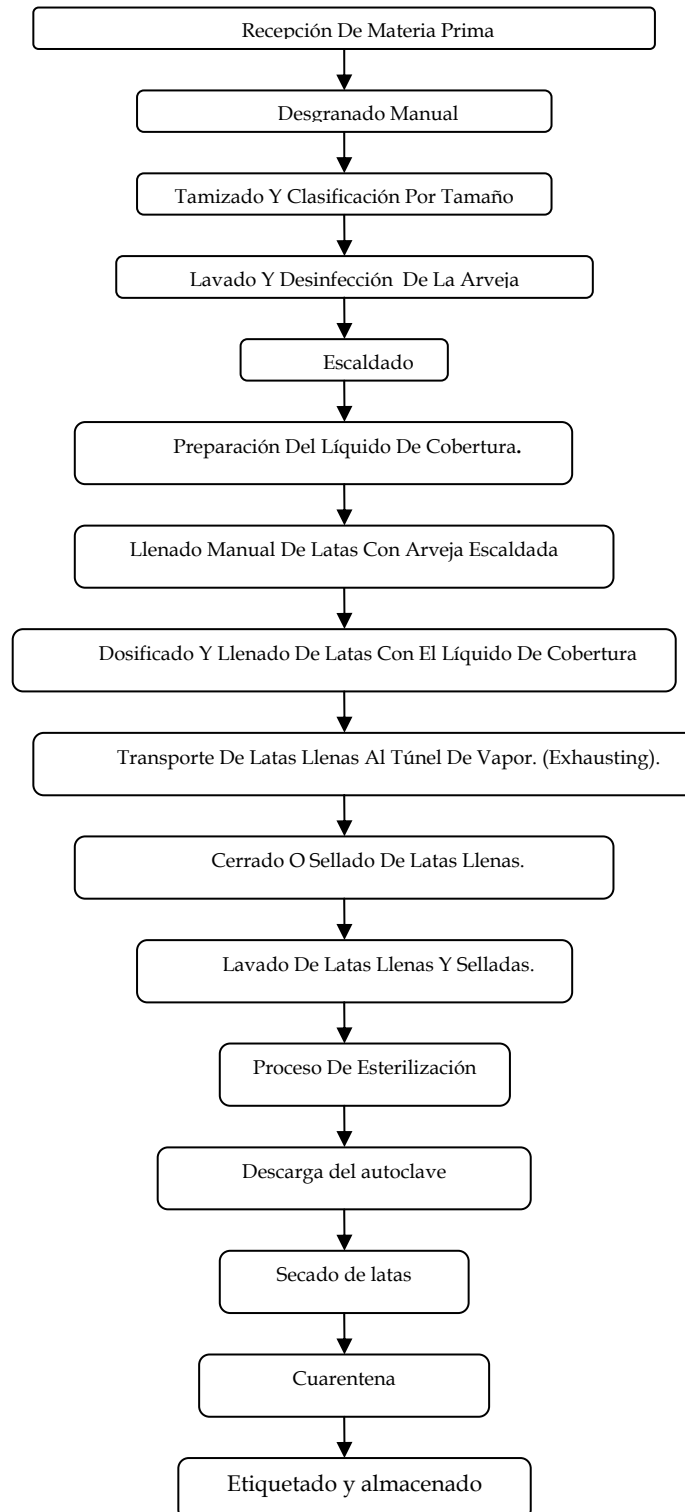 Recepción De Materia Prima
Desgranado Manual
Tamizado Y Clasificación Por Tamaño
Lavado Y Desinfección De La Arveja
Escaldado
Preparación Del Líquido De Cobertura.
Llenado Manual De Latas Con Arveja Escaldada
Dosificado Y Llenado De Latas Con El Líquido De Cobertura
Transporte De Latas Llenas Al Túnel De Vapor. (Exhausting).
Cerrado O Sellado De Latas Llenas.
Lavado De Latas Llenas Y Selladas.
Proceso De Esterilización
Descarga del autoclave
Secado de latas
Cuarentena
Etiquetado y almacenado